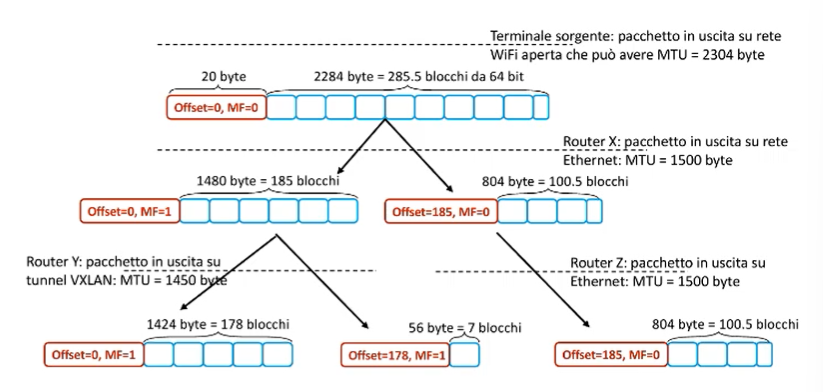 Terminale sorgente: pacchetto in uscita su rete
WiFi aperta che può avere MTU = 2304 byte
20 byte
2284 byte = 285.5 blocchi da 64 bit
Offset=0, MF=0
Router X: pacchetto in uscita su rete
Ethernet: MTU = 1500 byte
1480 byte = 185 blocchi
804 byte = 100.5 blocchi
Offset=0, MF=1
Offset=185, MF=0
Router Y: pacchetto in uscita su
tunnel VXLAN: MTU = 1450 byte
Router Z: pacchetto in uscita su
Ethernet: MTU = 1500 byte
1424 byte = 178 blocchi
56 byte = 7 blocchi
804 byte = 100.5 blocchi
Offset=0, MF=1
Offset=178, MF=1
Offset=185, MF=0